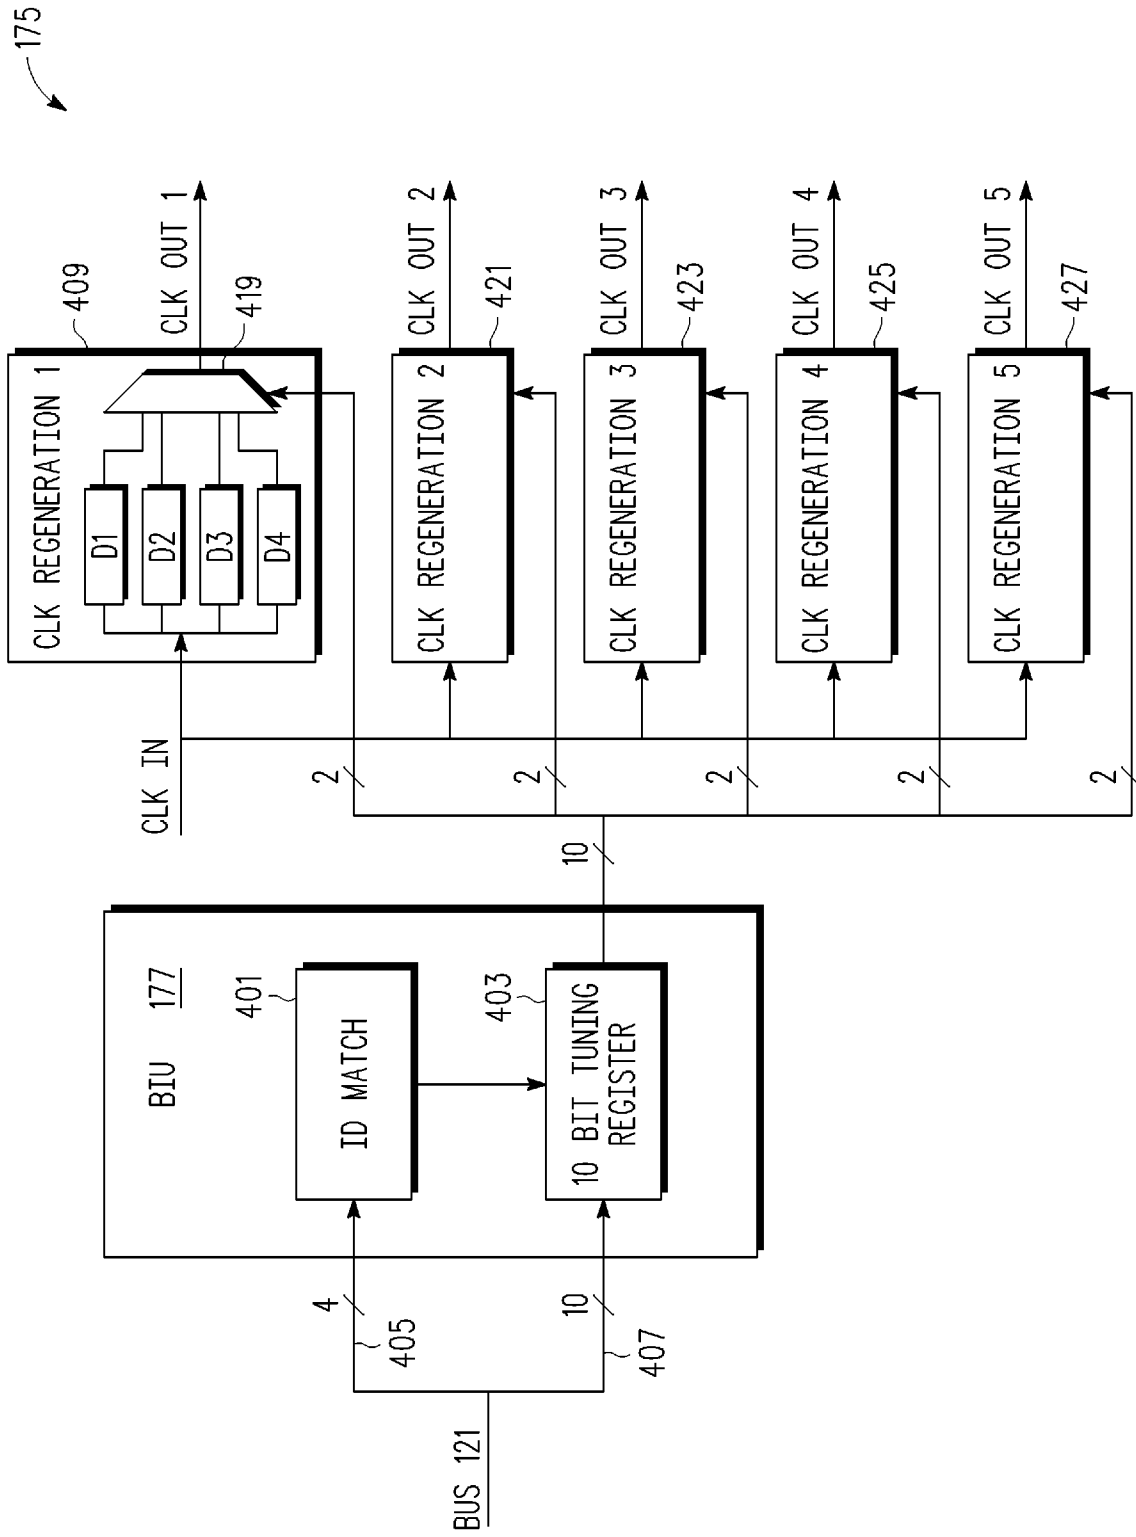 175
409
CLK REGENERATION 1
D1
D2
D3
D4
419
CLK OUT 1
CLK IN
CLK REGENERATION 2
CLK OUT 2
421
CLK REGENERATION 3
CLK OUT 3
423
CLK REGENERATION 4
CLK OUT 4
425
CLK REGENERATION 5
CLK OUT 5
427
2
2
2
2
2
10
BIU 177
401
ID MATCH
403
10 BIT TUNING
REGISTER
4
405
10
407
BUS 121